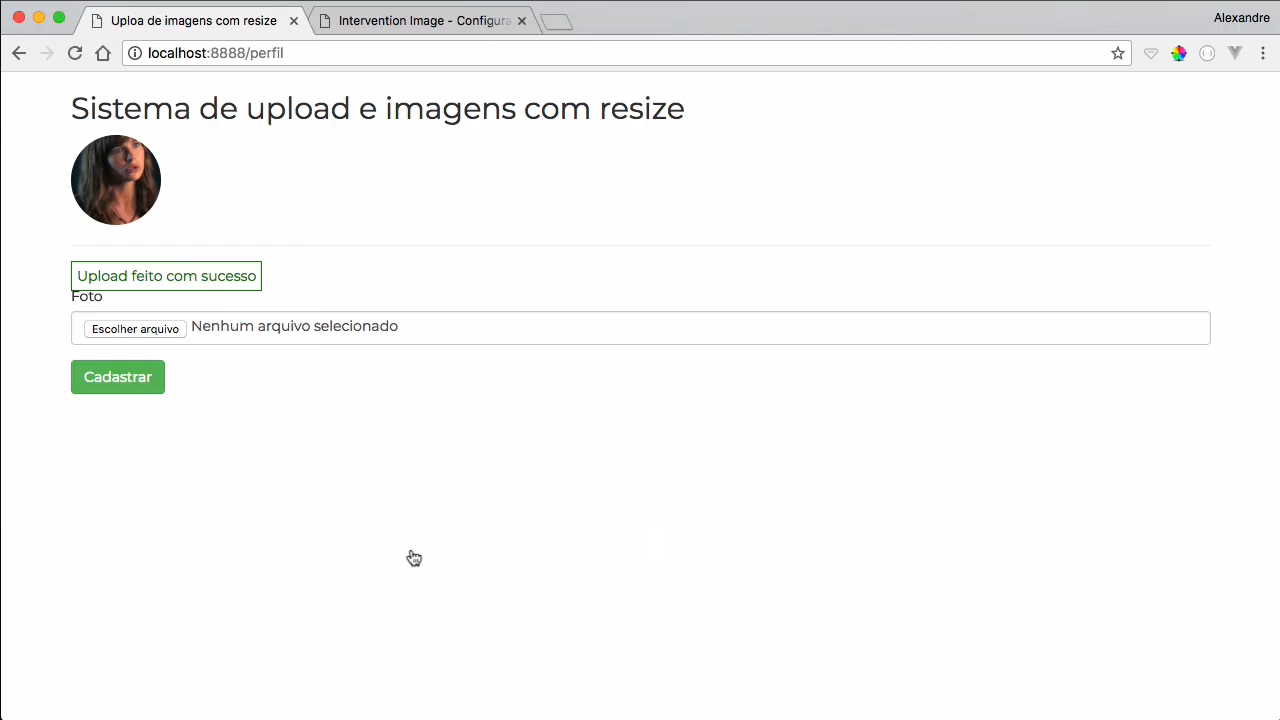 Uploa de imagens com resize
Intervention Image - Configura
Alexandre
localhost:8888/perfil
Sistema de upload e imagens com resize
Upload feito com sucesso
Foto
Escolher arquivo Nenhum arquivo selecionado
Cadastrar